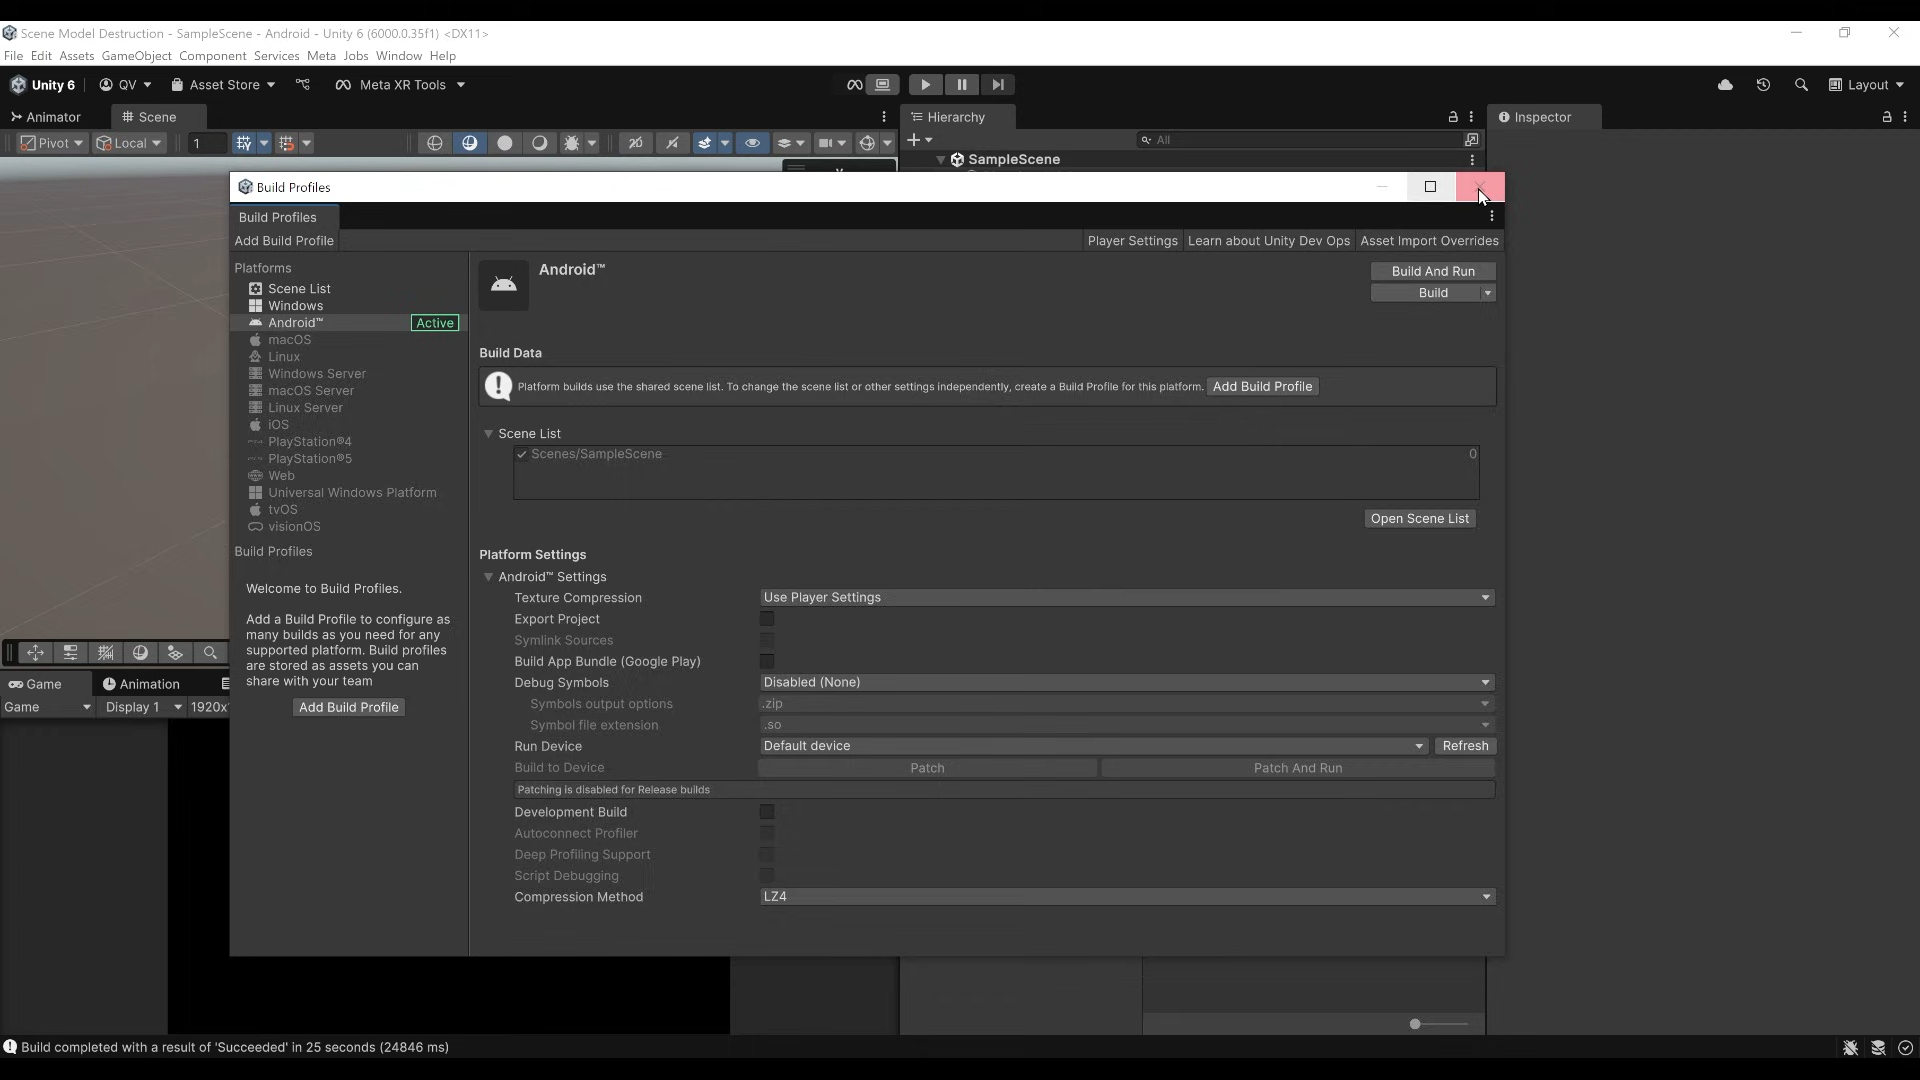 Scene Model Destruction - SampleScene - Android - Unity 6 (6000.0.35f1) <DX11>
File Edit Assets GameObject Component Services Meta Jobs Window Help
Unity 6 QV Asset Store Meta XR Tools Layout
Animator Scene Hierarchy Inspector
Pivot Local 1 2D All
SampleScene
Build Profiles
Build Profiles
Add Build Profile Player Settings Learn about Unity Dev Ops Asset Import Overrides
Platforms
Scene List
Windows
Android™ Active
macOS
Linux
Windows Server
macOS Server
Linux Server
iOS
PlayStation®4
PlayStation®5
Web
Universal Windows Platform
tvOS
visionOS
Build Profiles
Welcome to Build Profiles.
Add a Build Profile to configure as
many builds as you need for any
supported platform. Build profiles
are stored as assets you can
share with your team
Add Build Profile
Android™
Build And Run
Build
Build Data
Platform builds use the shared scene list. To change the scene list or other settings independently, create a Build Profile for this platform. Add Build Profile
Scene List
Scenes/SampleScene 0
Open Scene List
Platform Settings
Android™ Settings
Texture Compression Use Player Settings
Export Project
Symlink Sources
Build App Bundle (Google Play)
Debug Symbols Disabled (None)
Symbols output options .zip
Symbol file extension .so
Run Device Default device Refresh
Build to Device Patch Patch And Run
Patching is disabled for Release builds
Development Build
Autoconnect Profiler
Deep Profiling Support
Script Debugging
Compression Method LZ4
Game Animation
Game Display 1 1920x
Build completed with a result of 'Succeeded' in 25 seconds (24846 ms)